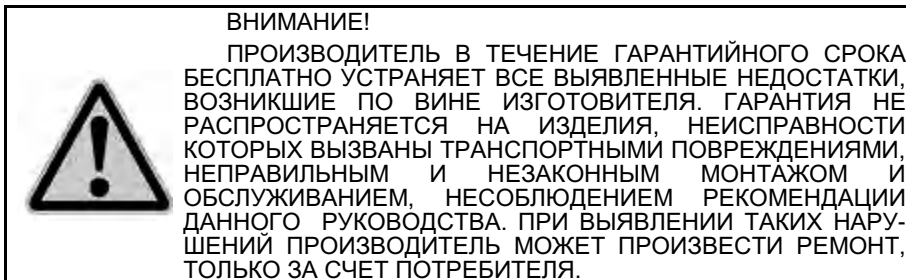 ВНИМАНИЕ!
ПРОИЗВОДИТЕЛЬ В ТЕЧЕНИЕ ГАРАНТИЙНОГО СРОКА
БЕСПЛАТНО УСТРАНЯЕТ ВСЕ ВЫЯВЛЕННЫЕ НЕДОСТАТКИ,
ВОЗНИКШИЕ ПО ВИНЕ ИЗГОТОВИТЕЛЯ. ГАРАНТИЯ НЕ
РАСПРОСТРАНЯЕТСЯ НА ИЗДЕЛИЯ, НЕИСПРАВНОСТИ
КОТОРЫХ ВЫЗВАНЫ ТРАНСПОРТНЫМИ ПОВРЕЖДЕНИЯМИ,
НЕПРАВИЛЬНЫМ И НЕЗАКОННЫМ МОНТАЖОМ И
ОБСЛУЖИВАНИЕМ, НЕСОБЛЮДЕНИЕМ РЕКОМЕНДАЦИИ
ДАННОГО РУКОВОДСТВА. ПРИ ВЫЯВЛЕНИИ ТАКИХ НАРУ-
ШЕНИЙ ПРОИЗВОДИТЕЛЬ МОЖЕТ ПРОИЗВЕСТИ РЕМОНТ,
ТОЛЬКО ЗА СЧЕТ ПОТРЕБИТЕЛЯ.